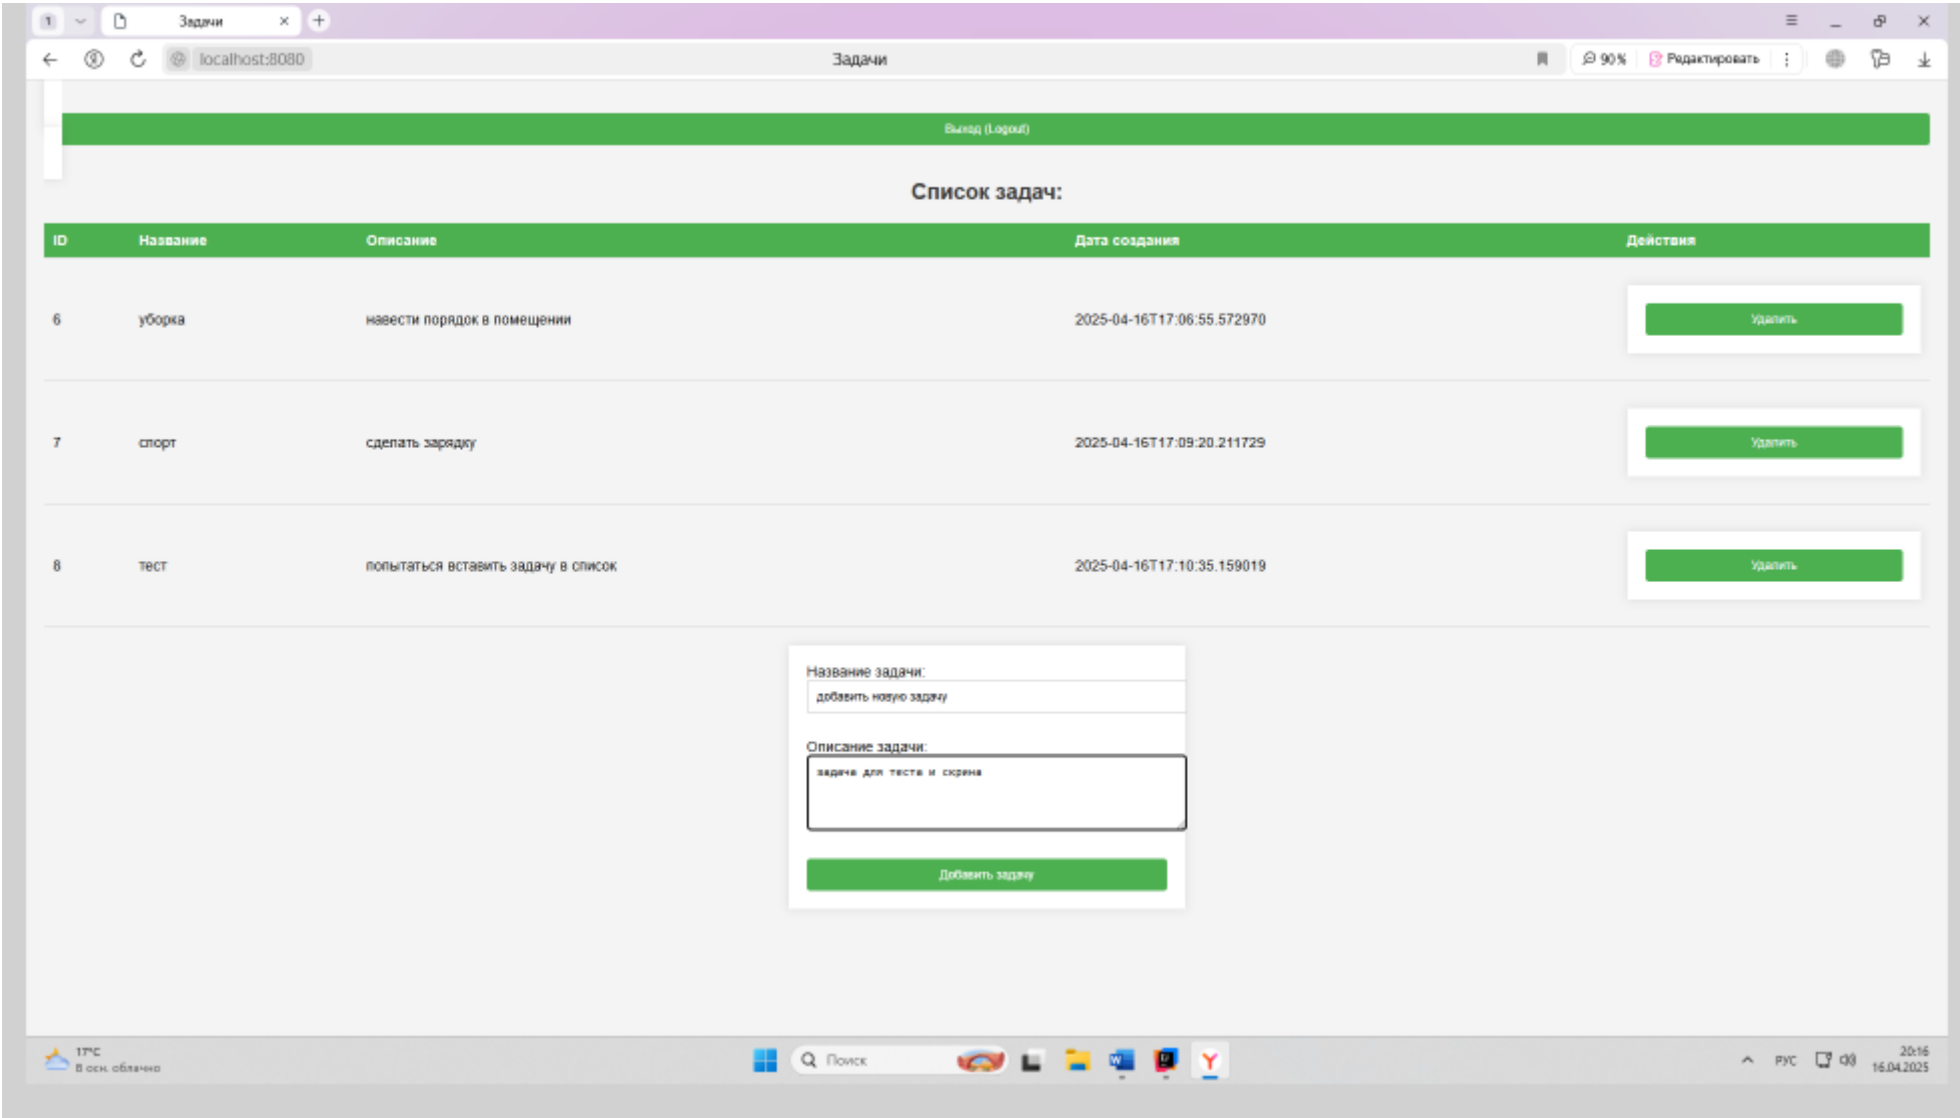 1 Задачи
localhost:8080 Задачи 90% Редактировать
Выход (Logout)
Список задач:
ID Название Описание Дата создания Действия
6 уборка навести порядок в помещении 2025-04-16T17:06:55.572970 Удалить
7 спорт сделать зарядку 2025-04-16T17:09:20.211729 Удалить
8 тест попытаться вставить задачу в список 2025-04-16T17:10:35.159019 Удалить
Название задачи:
добавить новую задачу
Описание задачи:
задача для теста и скрина
Добавить задачу
17°C
В осн. облачно
Поиск
РУС
20:16
16.04.2025